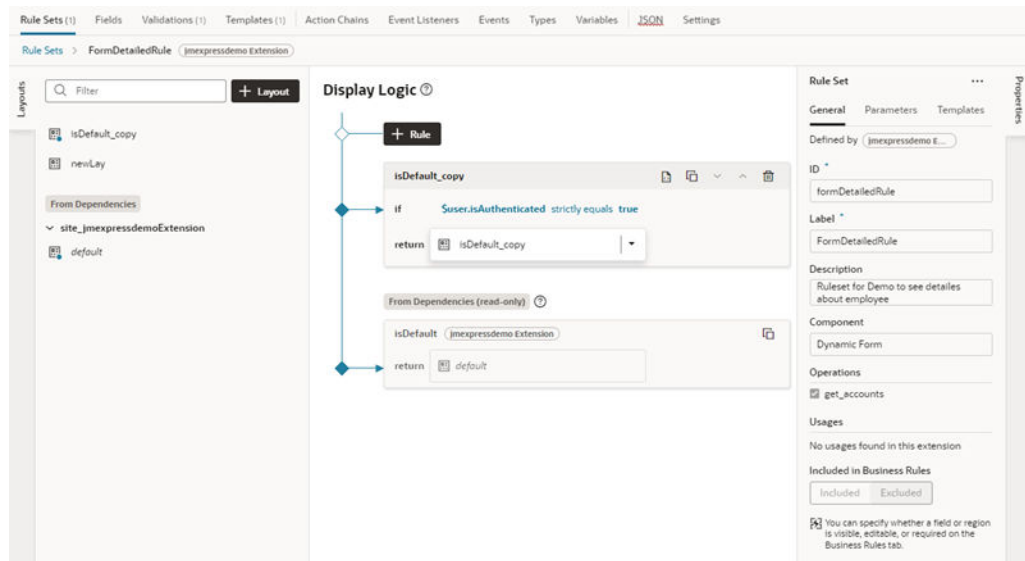 Rule Sets (1) Fields Validations (1) Templates (1) Action Chains Event Listeners Events Types Variables JSON Settings
Rule Sets > FormDetailedRule jmexpressdemo Extension
Layouts
Filter
+ Layout
isDefault_copy
newLay
From Dependencies
site_jmexpressdemoExtension
default
Display Logic
+ Rule
isDefault_copy
if $user.isAuthenticated strictly equals true
return isDefault_copy
From Dependencies (read-only)
isDefault jmexpressdemo Extension
return default
Rule Set ...
Properties
General Parameters Templates
Defined by jmexpressdemo E...
ID *
formDetailedRule
Label *
FormDetailedRule
Description
Ruleset for Demo to see detailes
about employee
Component
Dynamic Form
Operations
get_accounts
Usages
No usages found in this extension
Included in Business Rules
Included Excluded
You can specify whether a field or region
is visible, editable, or required on the
Business Rules tab.